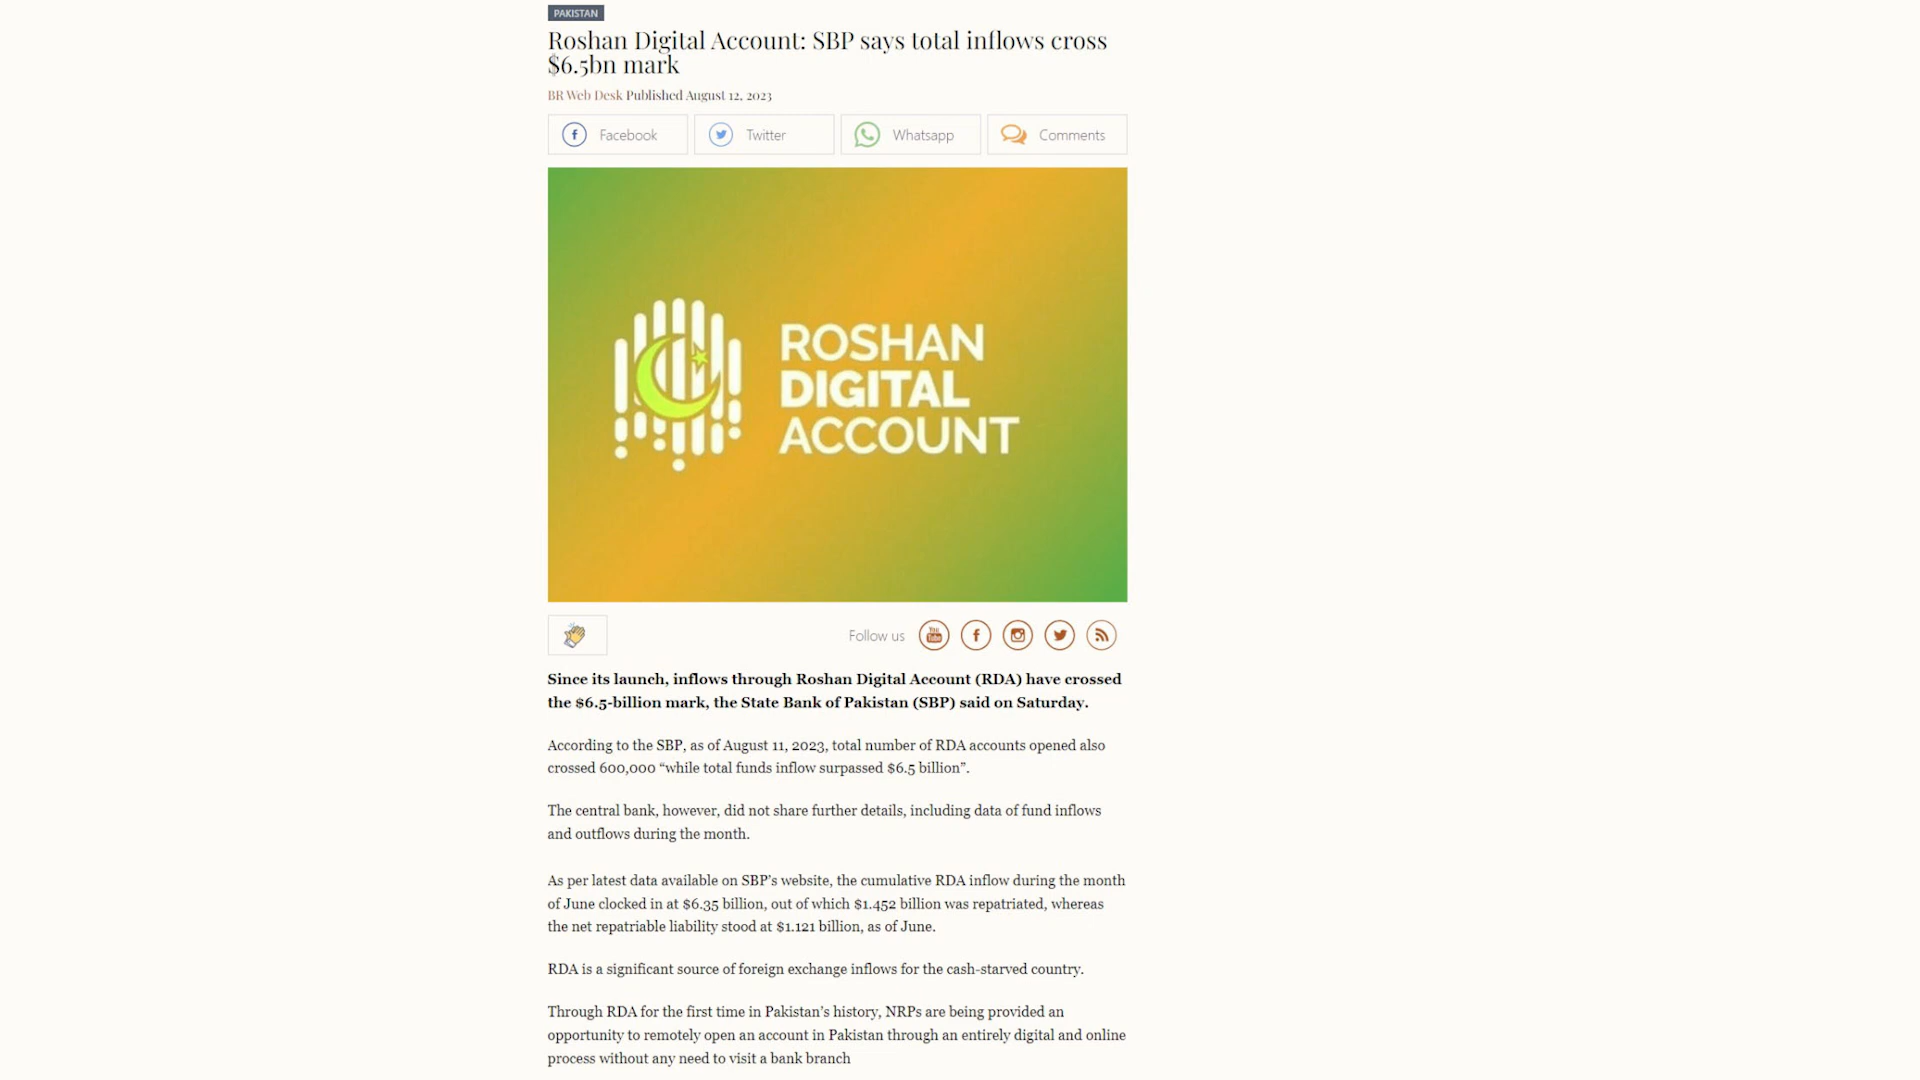 PAKISTAN
Roshan Digital Account: SBP says total inflows cross
$6.5bn mark
BR Web Desk Published August 12, 2023
Facebook Twitter Whatsapp Comments
ROSHAN
DIGITAL
ACCOUNT
Follow us
You
Tube
Since its launch, inflows through Roshan Digital Account (RDA) have crossed
the $6.5-billion mark, the State Bank of Pakistan (SBP) said on Saturday.
According to the SBP, as of August 11, 2023, total number of RDA accounts opened also
crossed 600,000 “while total funds inflow surpassed $6.5 billion”.
The central bank, however, did not share further details, including data of fund inflows
and outflows during the month.
As per latest data available on SBP’s website, the cumulative RDA inflow during the month
of June clocked in at $6.35 billion, out of which $1.452 billion was repatriated, whereas
the net repatriable liability stood at $1.121 billion, as of June.
RDA is a significant source of foreign exchange inflows for the cash-starved country.
Through RDA for the first time in Pakistan’s history, NRPs are being provided an
opportunity to remotely open an account in Pakistan through an entirely digital and online
process without any need to visit a bank branch